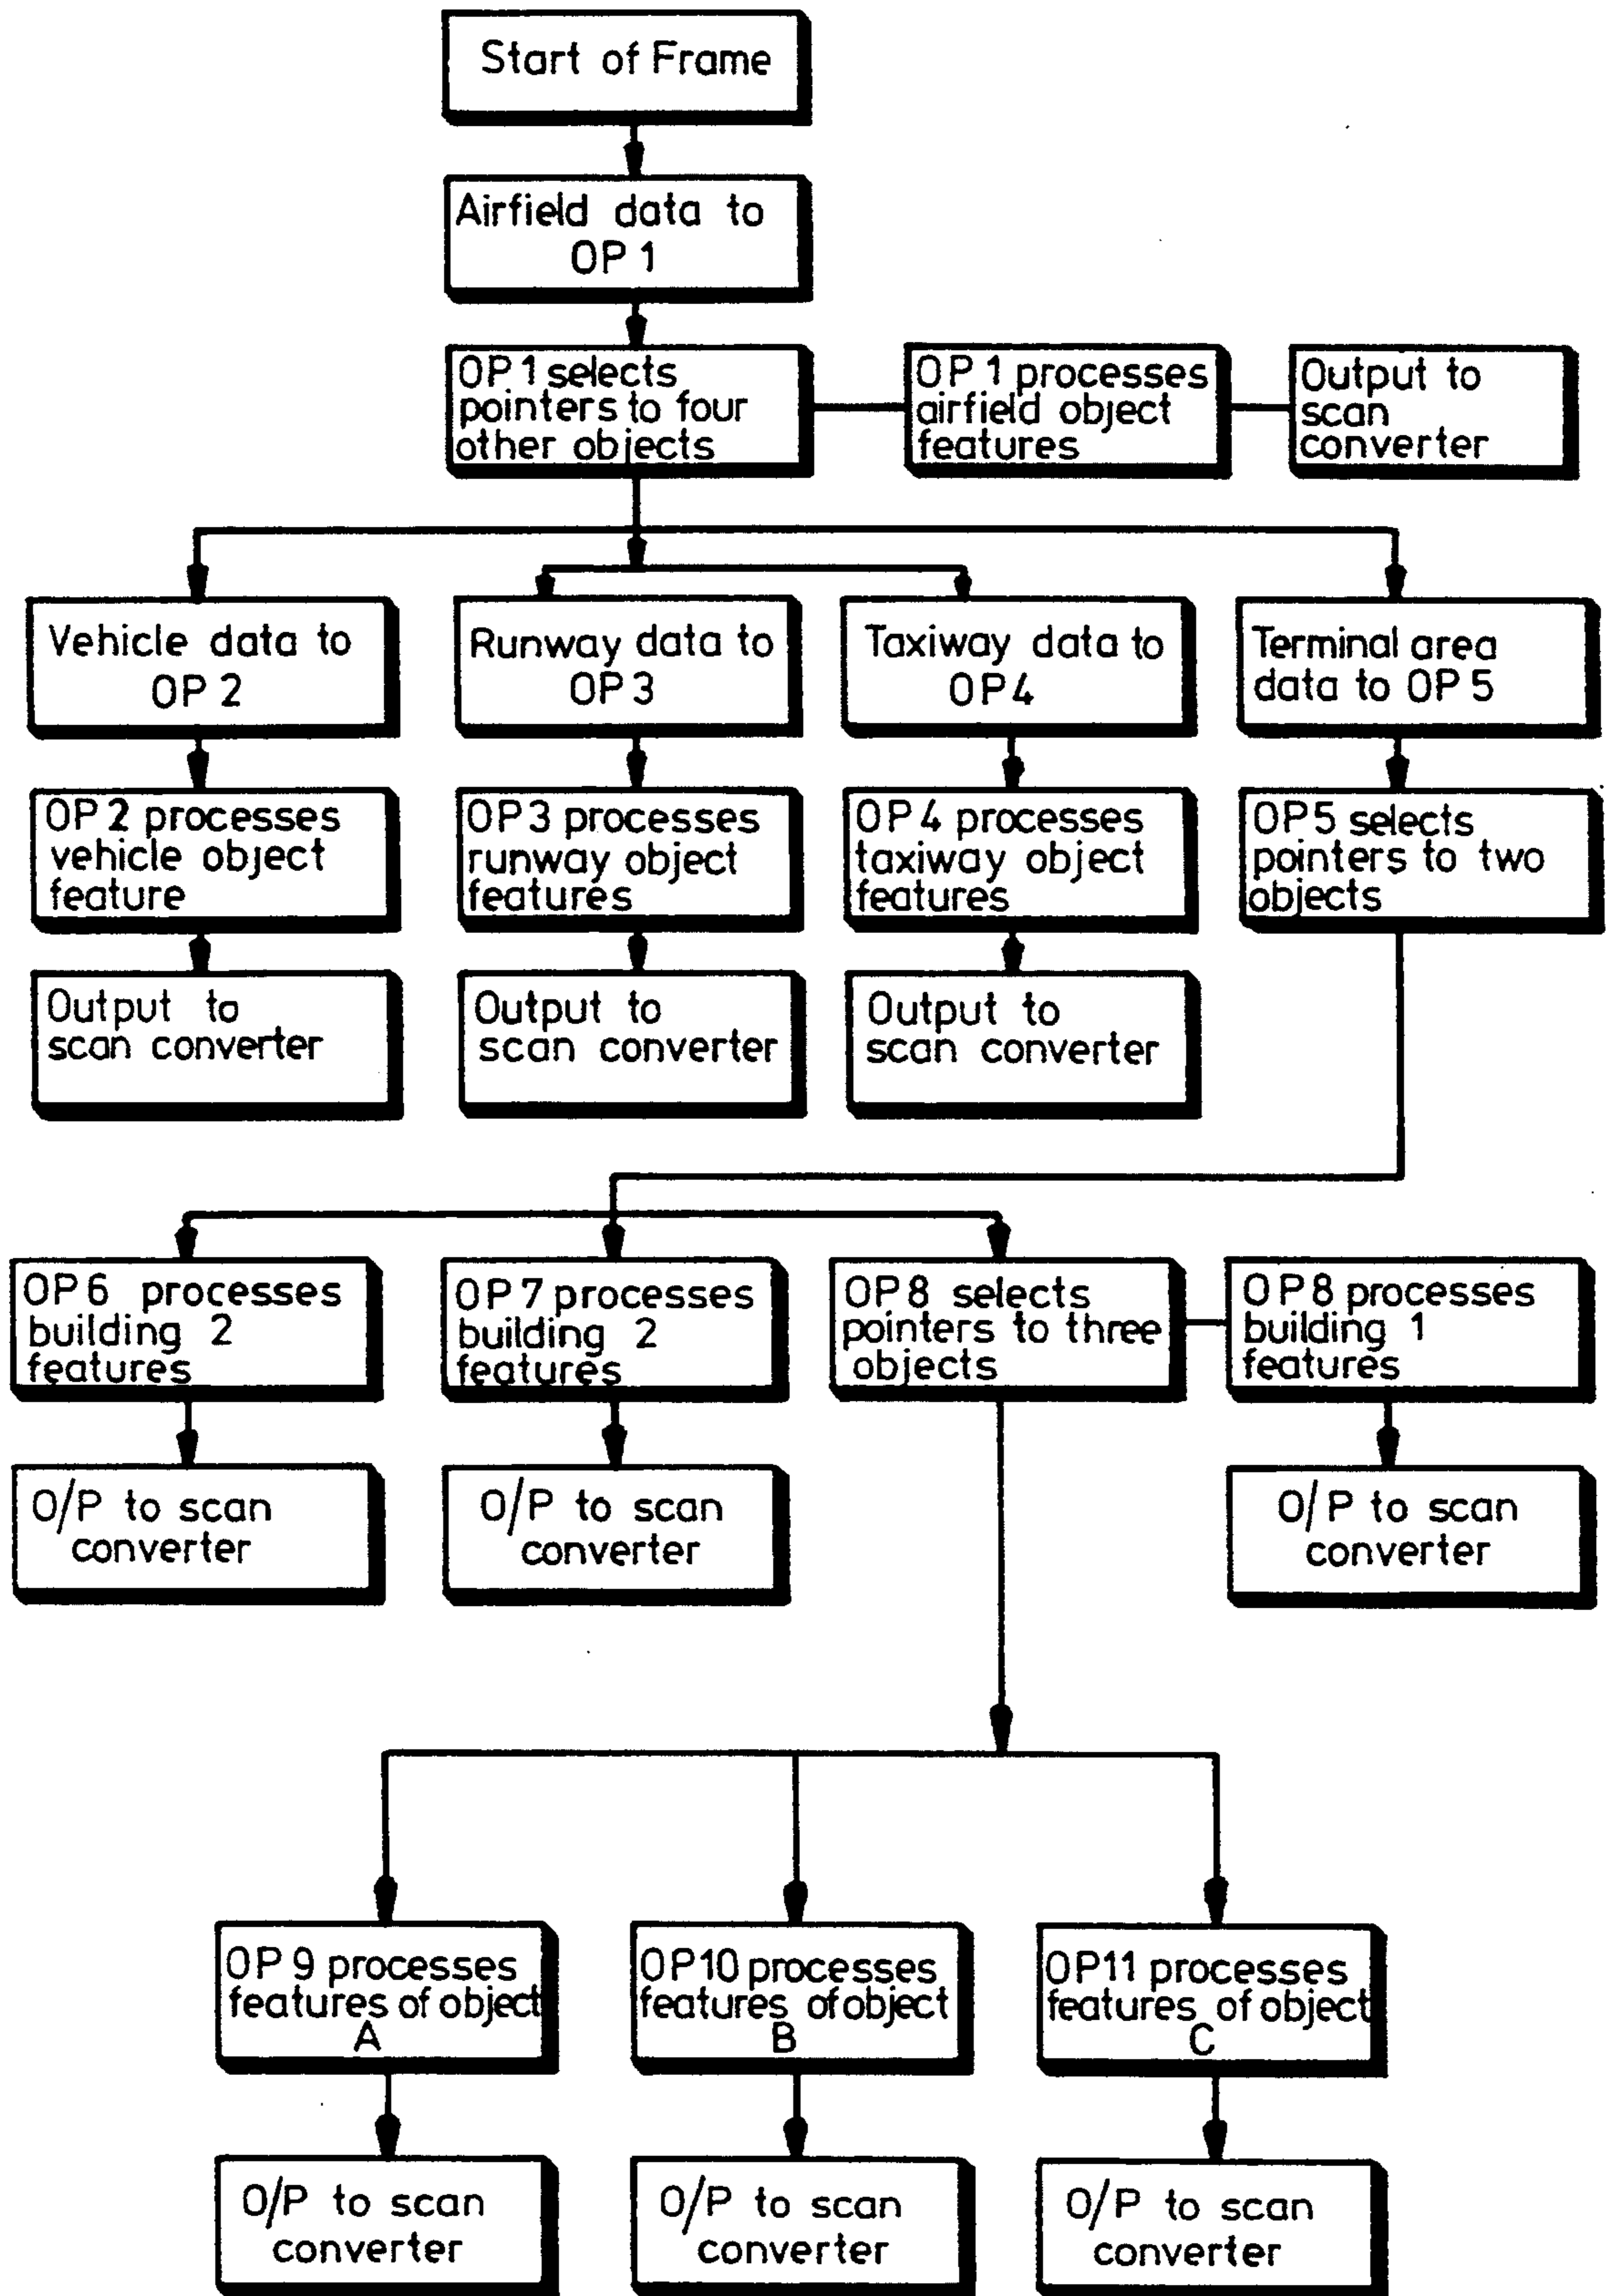 Start of Frame
Airfield data to
OP 1
OP 1 selects
pointers to four
other objects
OP 1 processes
airfield object
features
Output to
scan
converter
Vehicle data to
OP 2
Runway data to
OP 3
Taxiway data to
OP 4
Terminal area
data to OP 5
OP 2 processes
vehicle object
feature
OP 3 processes
runway object
features
OP 4 processes
taxiway object
features
OP 5 selects
pointers to two
objects
Output to
scan converter
Output to
scan converter
Output to
scan converter
OP 6 processes
building 2
features
OP 7 processes
building 2
features
OP 8 selects
pointers to three
objects
OP 8 processes
building 1
features
O/P to scan
converter
O/P to scan
converter
O/P to scan
converter
OP 9 processes
features of object
A
OP 10 processes
features of object
B
OP 11 processes
features of object
C
O/P to scan
converter
O/P to scan
converter
O/P to scan
converter